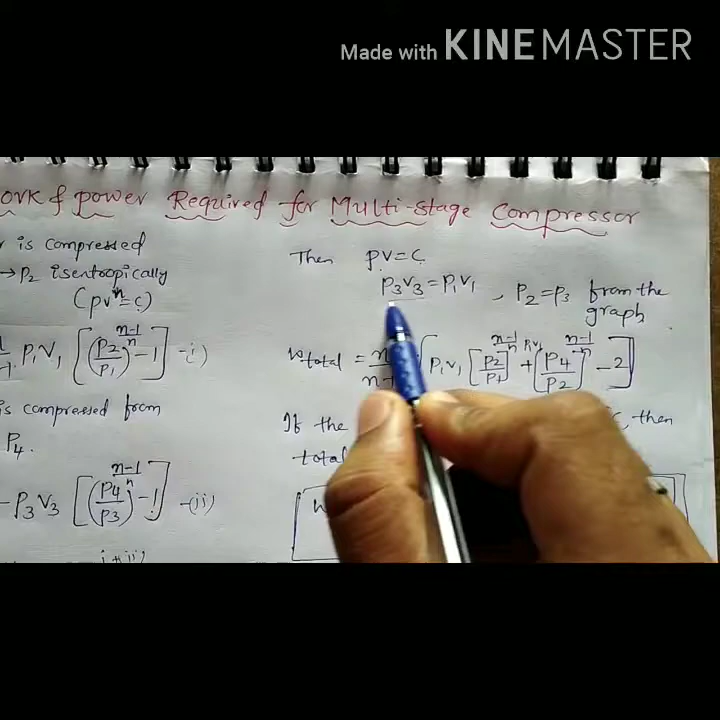 Made with KINEMASTER
ork & power Required for Multi-stage Compressor
r is compressed
→ P2 isentropically
(pvⁿ=c)
P1V1 [(P2/P1)^(n-1/n) -1] -i)
is compressed from
P4.
- P3V3 [(P4/P3)^(n-1/n) -1] -(ii)
i+ii)
Then pv=c
P3V3 = P1V1 , P2=P3 from the
graph
Wtotal = P1V1 [P2/P1]^(n-1/n) + P1V1 (P4/P2)^(n-1/n) -2]
If the , then
total